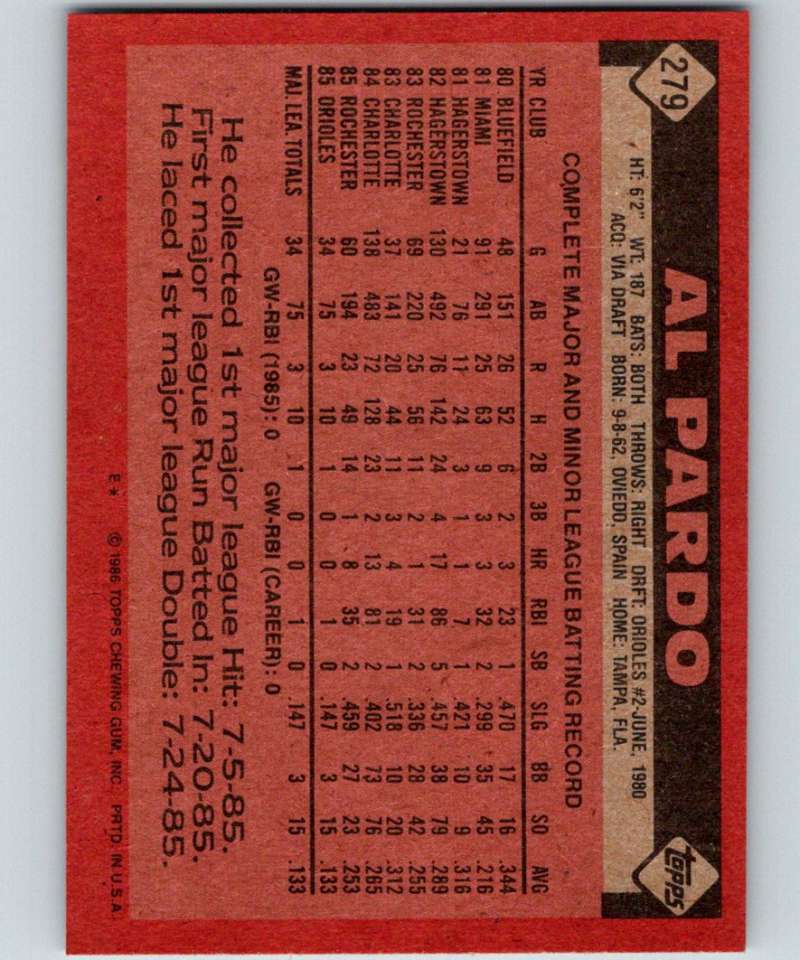 279
AL PARDO
topps
HT: 6'2" WT: 187 BATS: BOTH THROWS: RIGHT DRFT: ORIOLES #2-JUNE, 1980
ACQ: VIA DRAFT BORN: 9-8-62, OVIEDO, SPAIN HOME: TAMPA, FLA.
COMPLETE MAJOR AND MINOR LEAGUE BATTING RECORD
YR CLUB G AB R H 2B 3B HR RBI SB SLG BB SO AVG
80 BLUEFIELD 48 151 26 52 6 2 3 23 1 .470 17 16 .344
81 MIAMI 91 291 25 63 9 3 3 32 2 .299 35 45 .216
81 HAGERSTOWN 21 76 11 24 3 1 1 7 1 .421 10 9 .316
82 HAGERSTOWN 130 492 76 142 24 4 17 86 5 .457 38 79 .289
83 ROCHESTER 69 220 25 56 11 2 1 31 2 .336 28 42 .255
83 CHARLOTTE 37 141 20 44 11 3 4 19 1 .518 10 20 .312
84 CHARLOTTE 138 483 72 128 23 2 13 81 2 .402 73 76 .265
85 ROCHESTER 60 194 23 49 14 1 8 35 2 .459 27 23 .253
85 ORIOLES 34 75 3 10 1 0 0 1 0 .147 3 15 .133
MAJ. LEA. TOTALS 34 75 3 10 1 0 0 1 0 .147 3 15 .133
GW-RBI (1985): 0 GW-RBI (CAREER): 0
He collected 1st major league Hit: 7-5-85.
First major league Run Batted In: 7-20-85.
He laced 1st major league Double: 7-24-85.
E* © 1986 TOPPS CHEWING GUM, INC. PRTD. IN U.S.A.